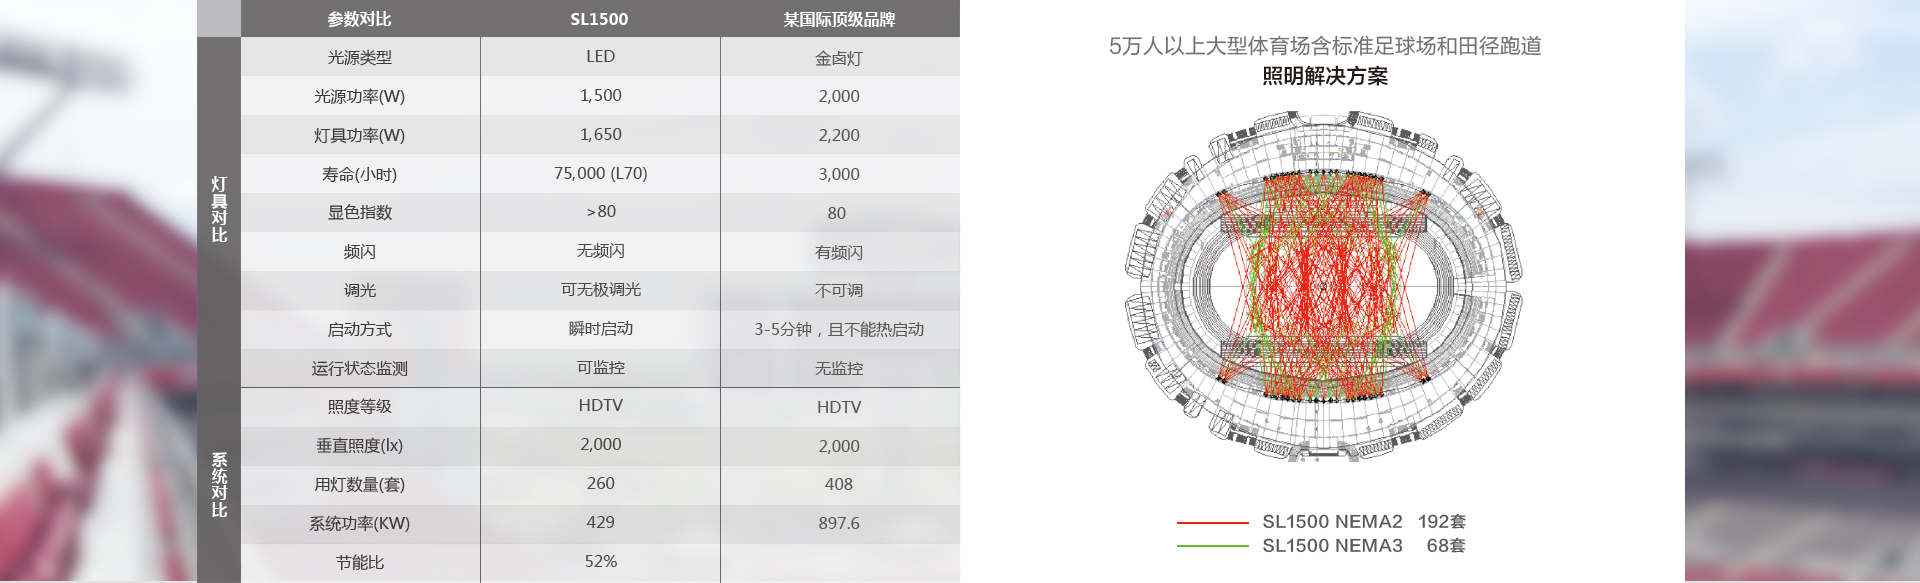 参数对比 SL1500 某国际顶级品牌
灯具对比
光源类型 LED 金卤灯
光源功率(W) 1,500 2,000
灯具功率(W) 1,650 2,200
寿命(小时) 75,000 (L70) 3,000
显色指数 >80 80
频闪 无频闪 有频闪
调光 可无极调光 不可调
启动方式 瞬时启动 3-5分钟，且不能热启动
运行状态监测 可监控 无监控
系统对比
照度等级 HDTV HDTV
垂直照度(lx) 2,000 2,000
用灯数量(套) 260 408
系统功率(KW) 429 897.6
节能比 52%
5万人以上大型体育场含标准足球场和田径跑道
照明解决方案
SL1500 NEMA2 192套
SL1500 NEMA3 68套